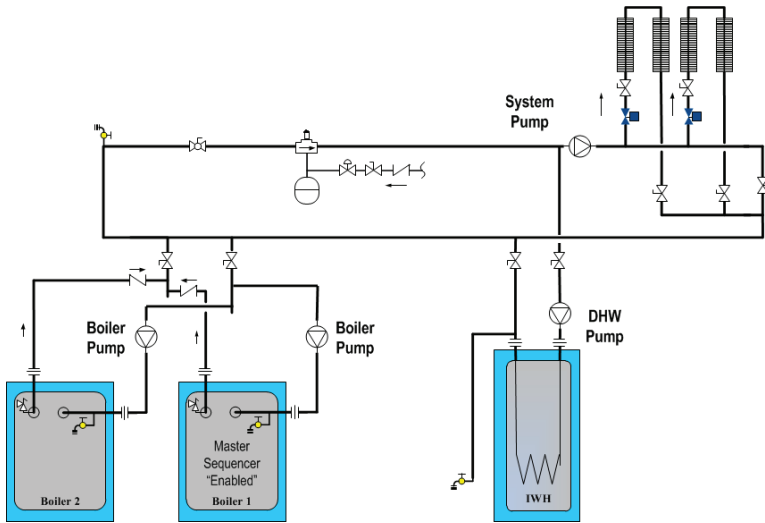 System
Pump
Boiler
Pump
Boiler
Pump
DHW
Pump
Master
Sequencer
“Enabled”
Boiler 2
Boiler 1
IWH